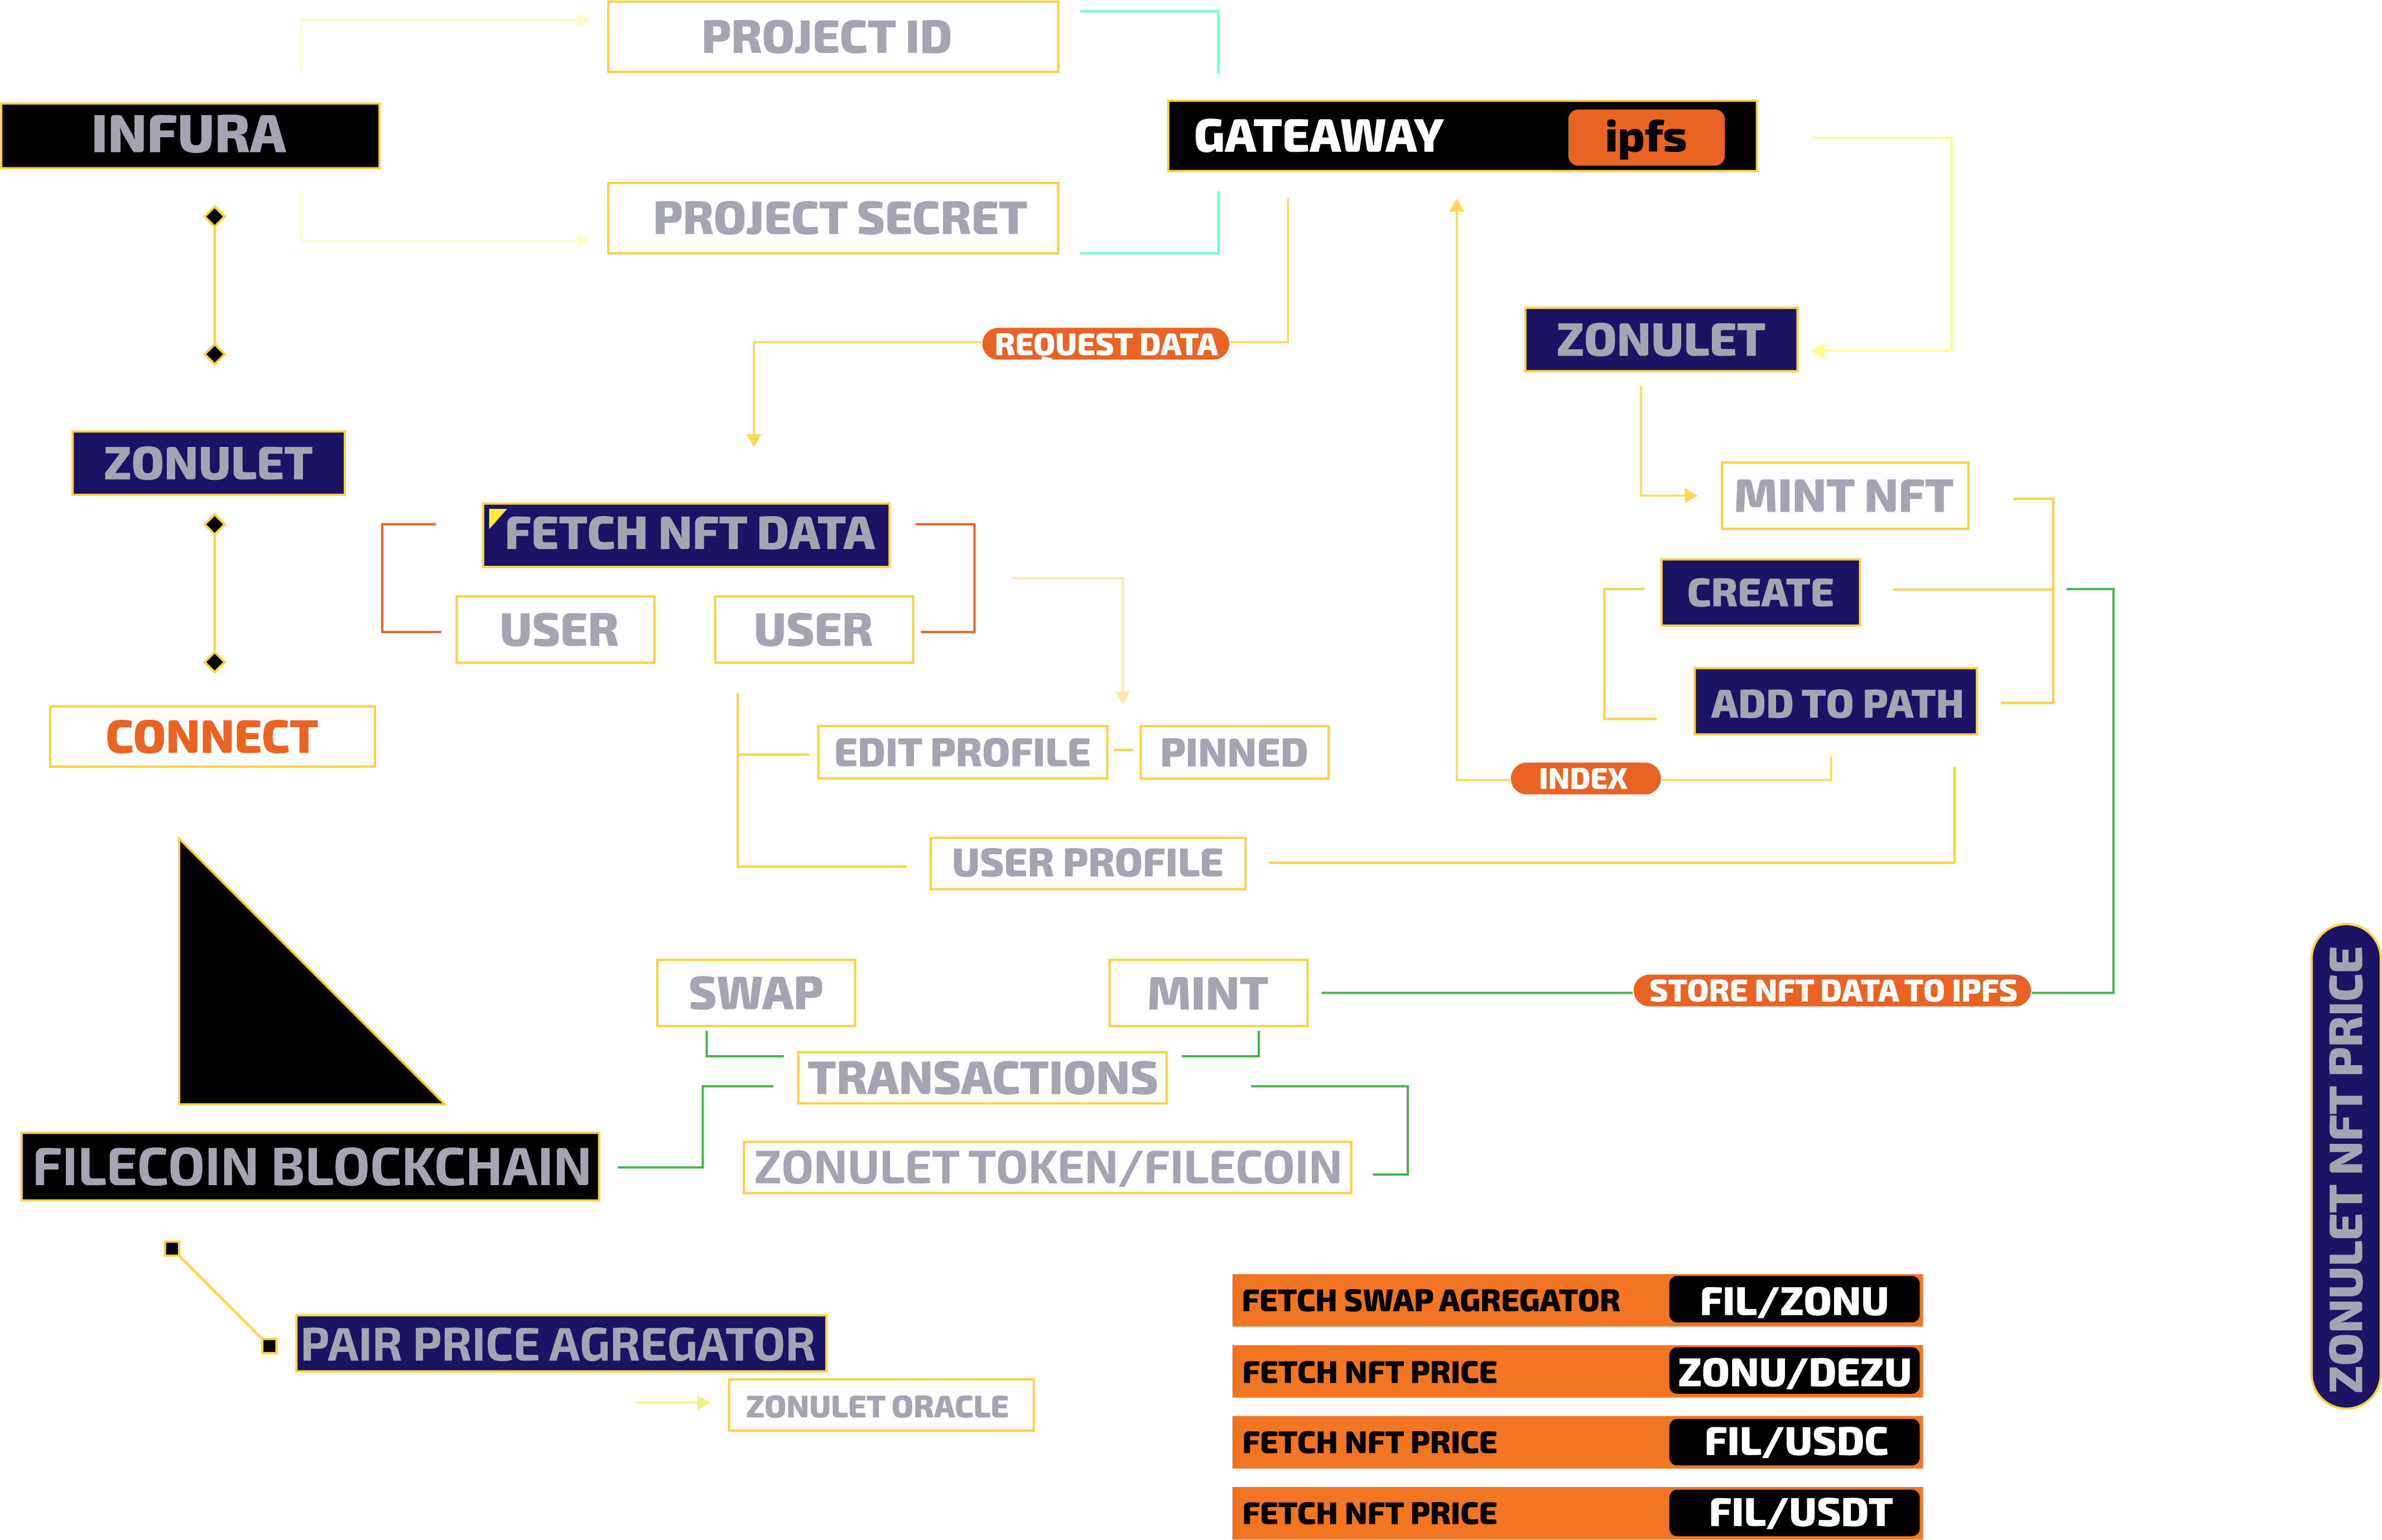 PROJECT ID
INFURA
GATEAWAY
ipfs
PROJECT SECRET
REQUEST DATA
ZONULET
ZONULET
MINT NFT
FETCH NFT DATA
CREATE
USER
USER
ADD TO PATH
CONNECT
EDIT PROFILE
PINNED
INDEX
USER PROFILE
SWAP
MINT
STORE NFT DATA TO IPFS
TRANSACTIONS
FILECOIN BLOCKCHAIN
ZONULET TOKEN/FILECOIN
ZONULET NFT PRICE
PAIR PRICE AGREGATOR
ZONULET ORACLE
FETCH SWAP AGREGATOR FIL/ZONU
FETCH NFT PRICE ZONU/DEZU
FETCH NFT PRICE FIL/USDC
FETCH NFT PRICE FIL/USDT